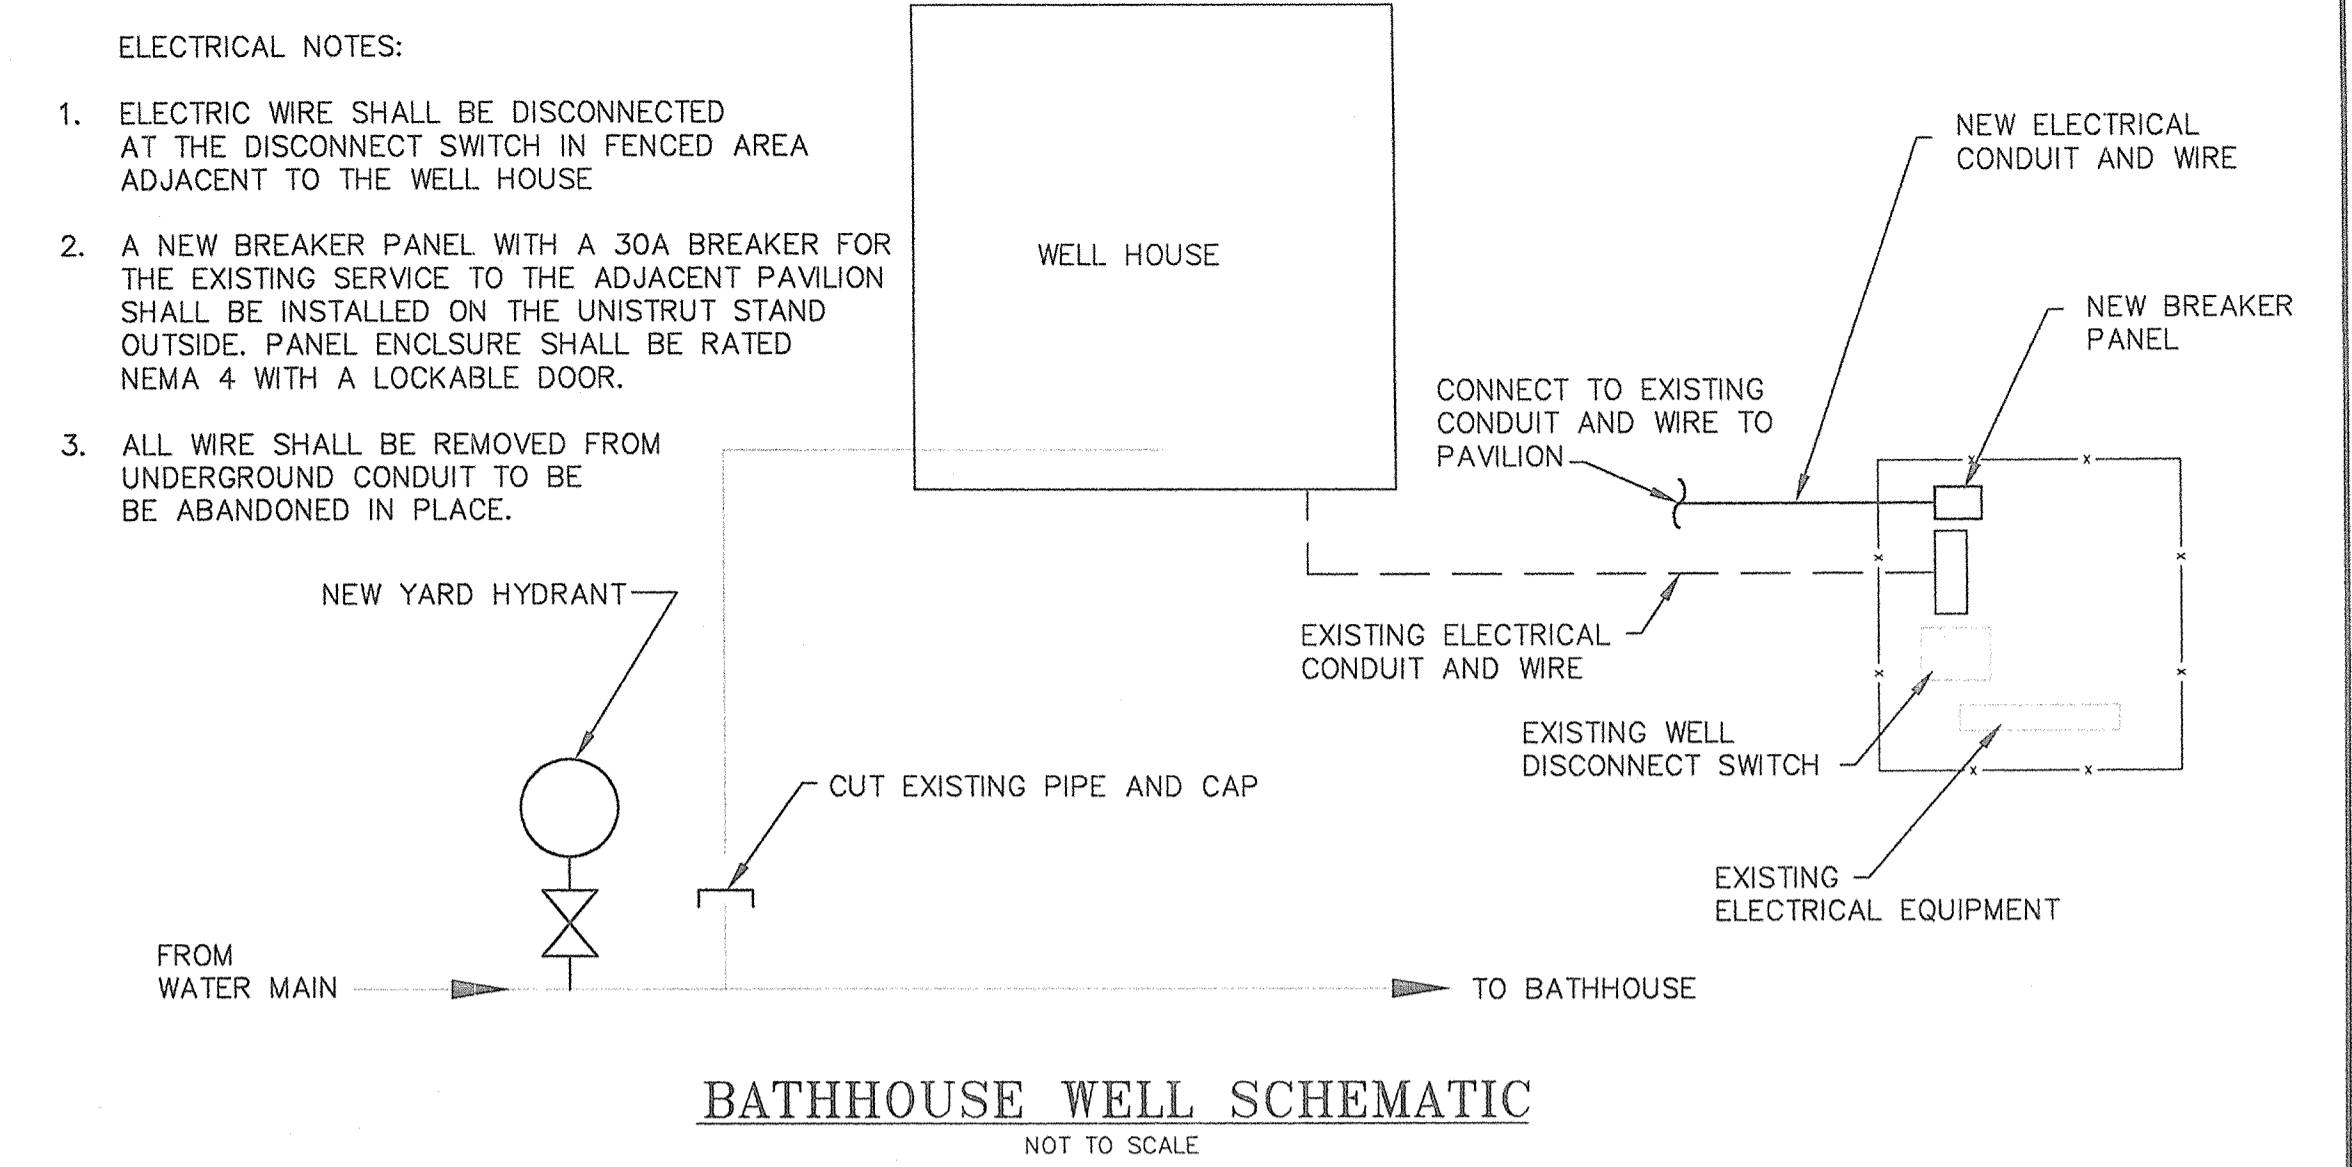 ELECTRICAL NOTES:
1. ELECTRIC WIRE SHALL BE DISCONNECTED
AT THE DISCONNECT SWITCH IN FENCED AREA
ADJACENT TO THE WELL HOUSE
2. A NEW BREAKER PANEL WITH A 30A BREAKER FOR
THE EXISTING SERVICE TO THE ADJACENT PAVILION
SHALL BE INSTALLED ON THE UNISTRUT STAND
OUTSIDE. PANEL ENCLSURE SHALL BE RATED
NEMA 4 WITH A LOCKABLE DOOR.
3. ALL WIRE SHALL BE REMOVED FROM
UNDERGROUND CONDUIT TO BE
BE ABANDONED IN PLACE.
WELL HOUSE
NEW ELECTRICAL
CONDUIT AND WIRE
NEW BREAKER
PANEL
CONNECT TO EXISTING
CONDUIT AND WIRE TO
PAVILION
NEW YARD HYDRANT
EXISTING ELECTRICAL
CONDUIT AND WIRE
EXISTING WELL
DISCONNECT SWITCH
CUT EXISTING PIPE AND CAP
EXISTING
ELECTRICAL EQUIPMENT
FROM
WATER MAIN
TO BATHHOUSE
BATHHOUSE WELL SCHEMATIC
NOT TO SCALE